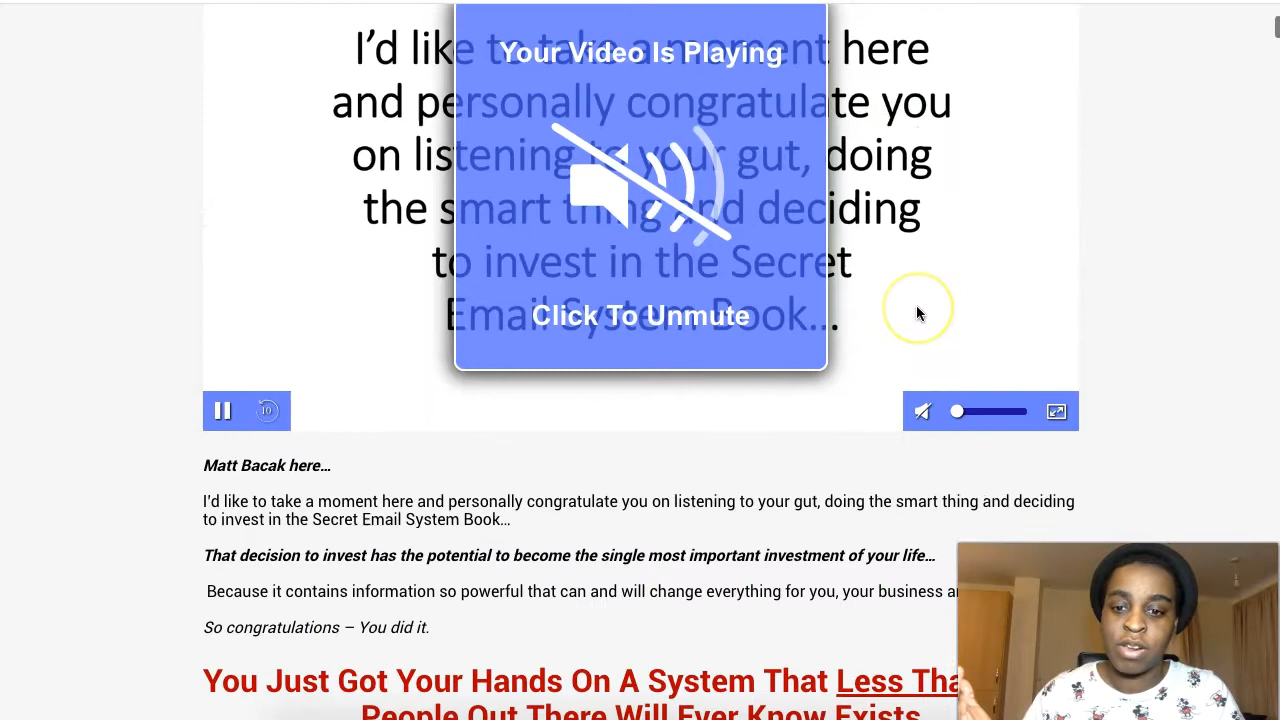 I'd like to take a moment here
and personally congratulate you
on listening to your gut, doing
the smart thing and deciding
to invest in the Secret
Email System Book...
Your Video Is Playing
Click To Unmute
10
Matt Bacak here...
I'd like to take a moment here and personally congratulate you on listening to your gut, doing the smart thing and deciding
to invest in the Secret Email System Book...
That decision to invest has the potential to become the single most important investment of your life...
Because it contains information so powerful that can and will change everything for you, your business
So congratulations – You did it.
You Just Got Your Hands On A System That Less
People Out There Will Ever Know Exists